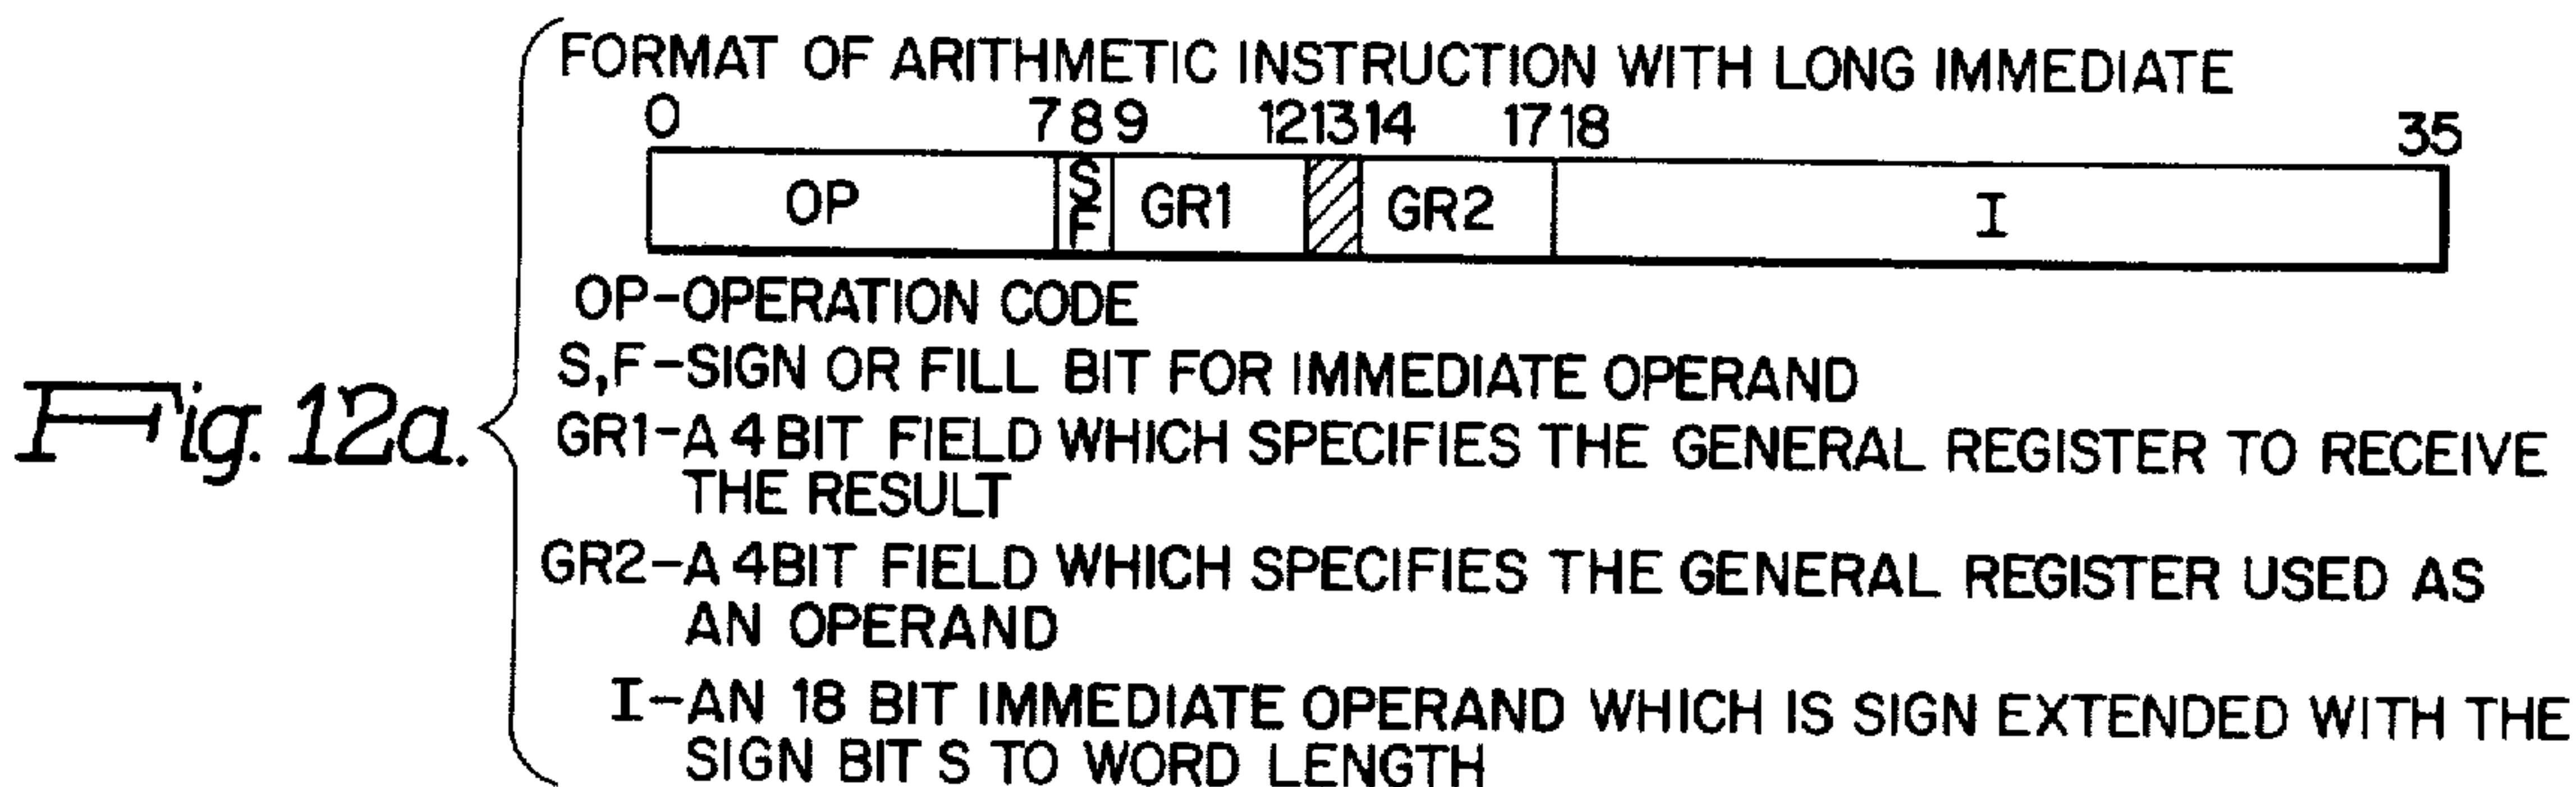 FORMAT OF ARITHMETIC INSTRUCTION WITH LONG IMMEDIATE
0 7 8 9 12 13 14 17 18 35
OP SF GR1 GR2 I
OP-OPERATION CODE
S,F-SIGN OR FILL BIT FOR IMMEDIATE OPERAND
Fig. 12a.
GR1-A 4 BIT FIELD WHICH SPECIFIES THE GENERAL REGISTER TO RECEIVE
THE RESULT
GR2-A 4BIT FIELD WHICH SPECIFIES THE GENERAL REGISTER USED AS
AN OPERAND
I-AN 18 BIT IMMEDIATE OPERAND WHICH IS SIGN EXTENDED WITH THE
SIGN BIT S TO WORD LENGTH